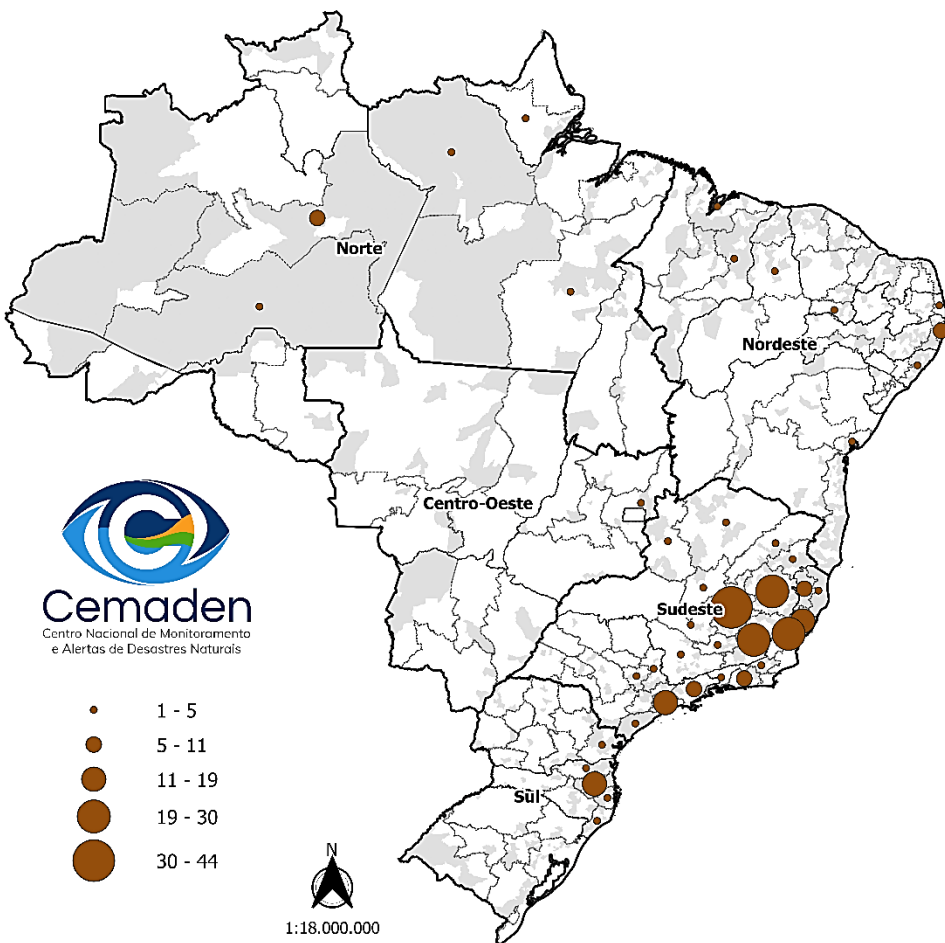 Norte
Nordeste
Centro-Oeste
Sudeste
Sul
Cemaden
Centro Nacional de Monitoramento
e Alertas de Desastres Naturais
1 - 5
5 - 11
11 - 19
19 - 30
30 - 44
N
1:18.000.000